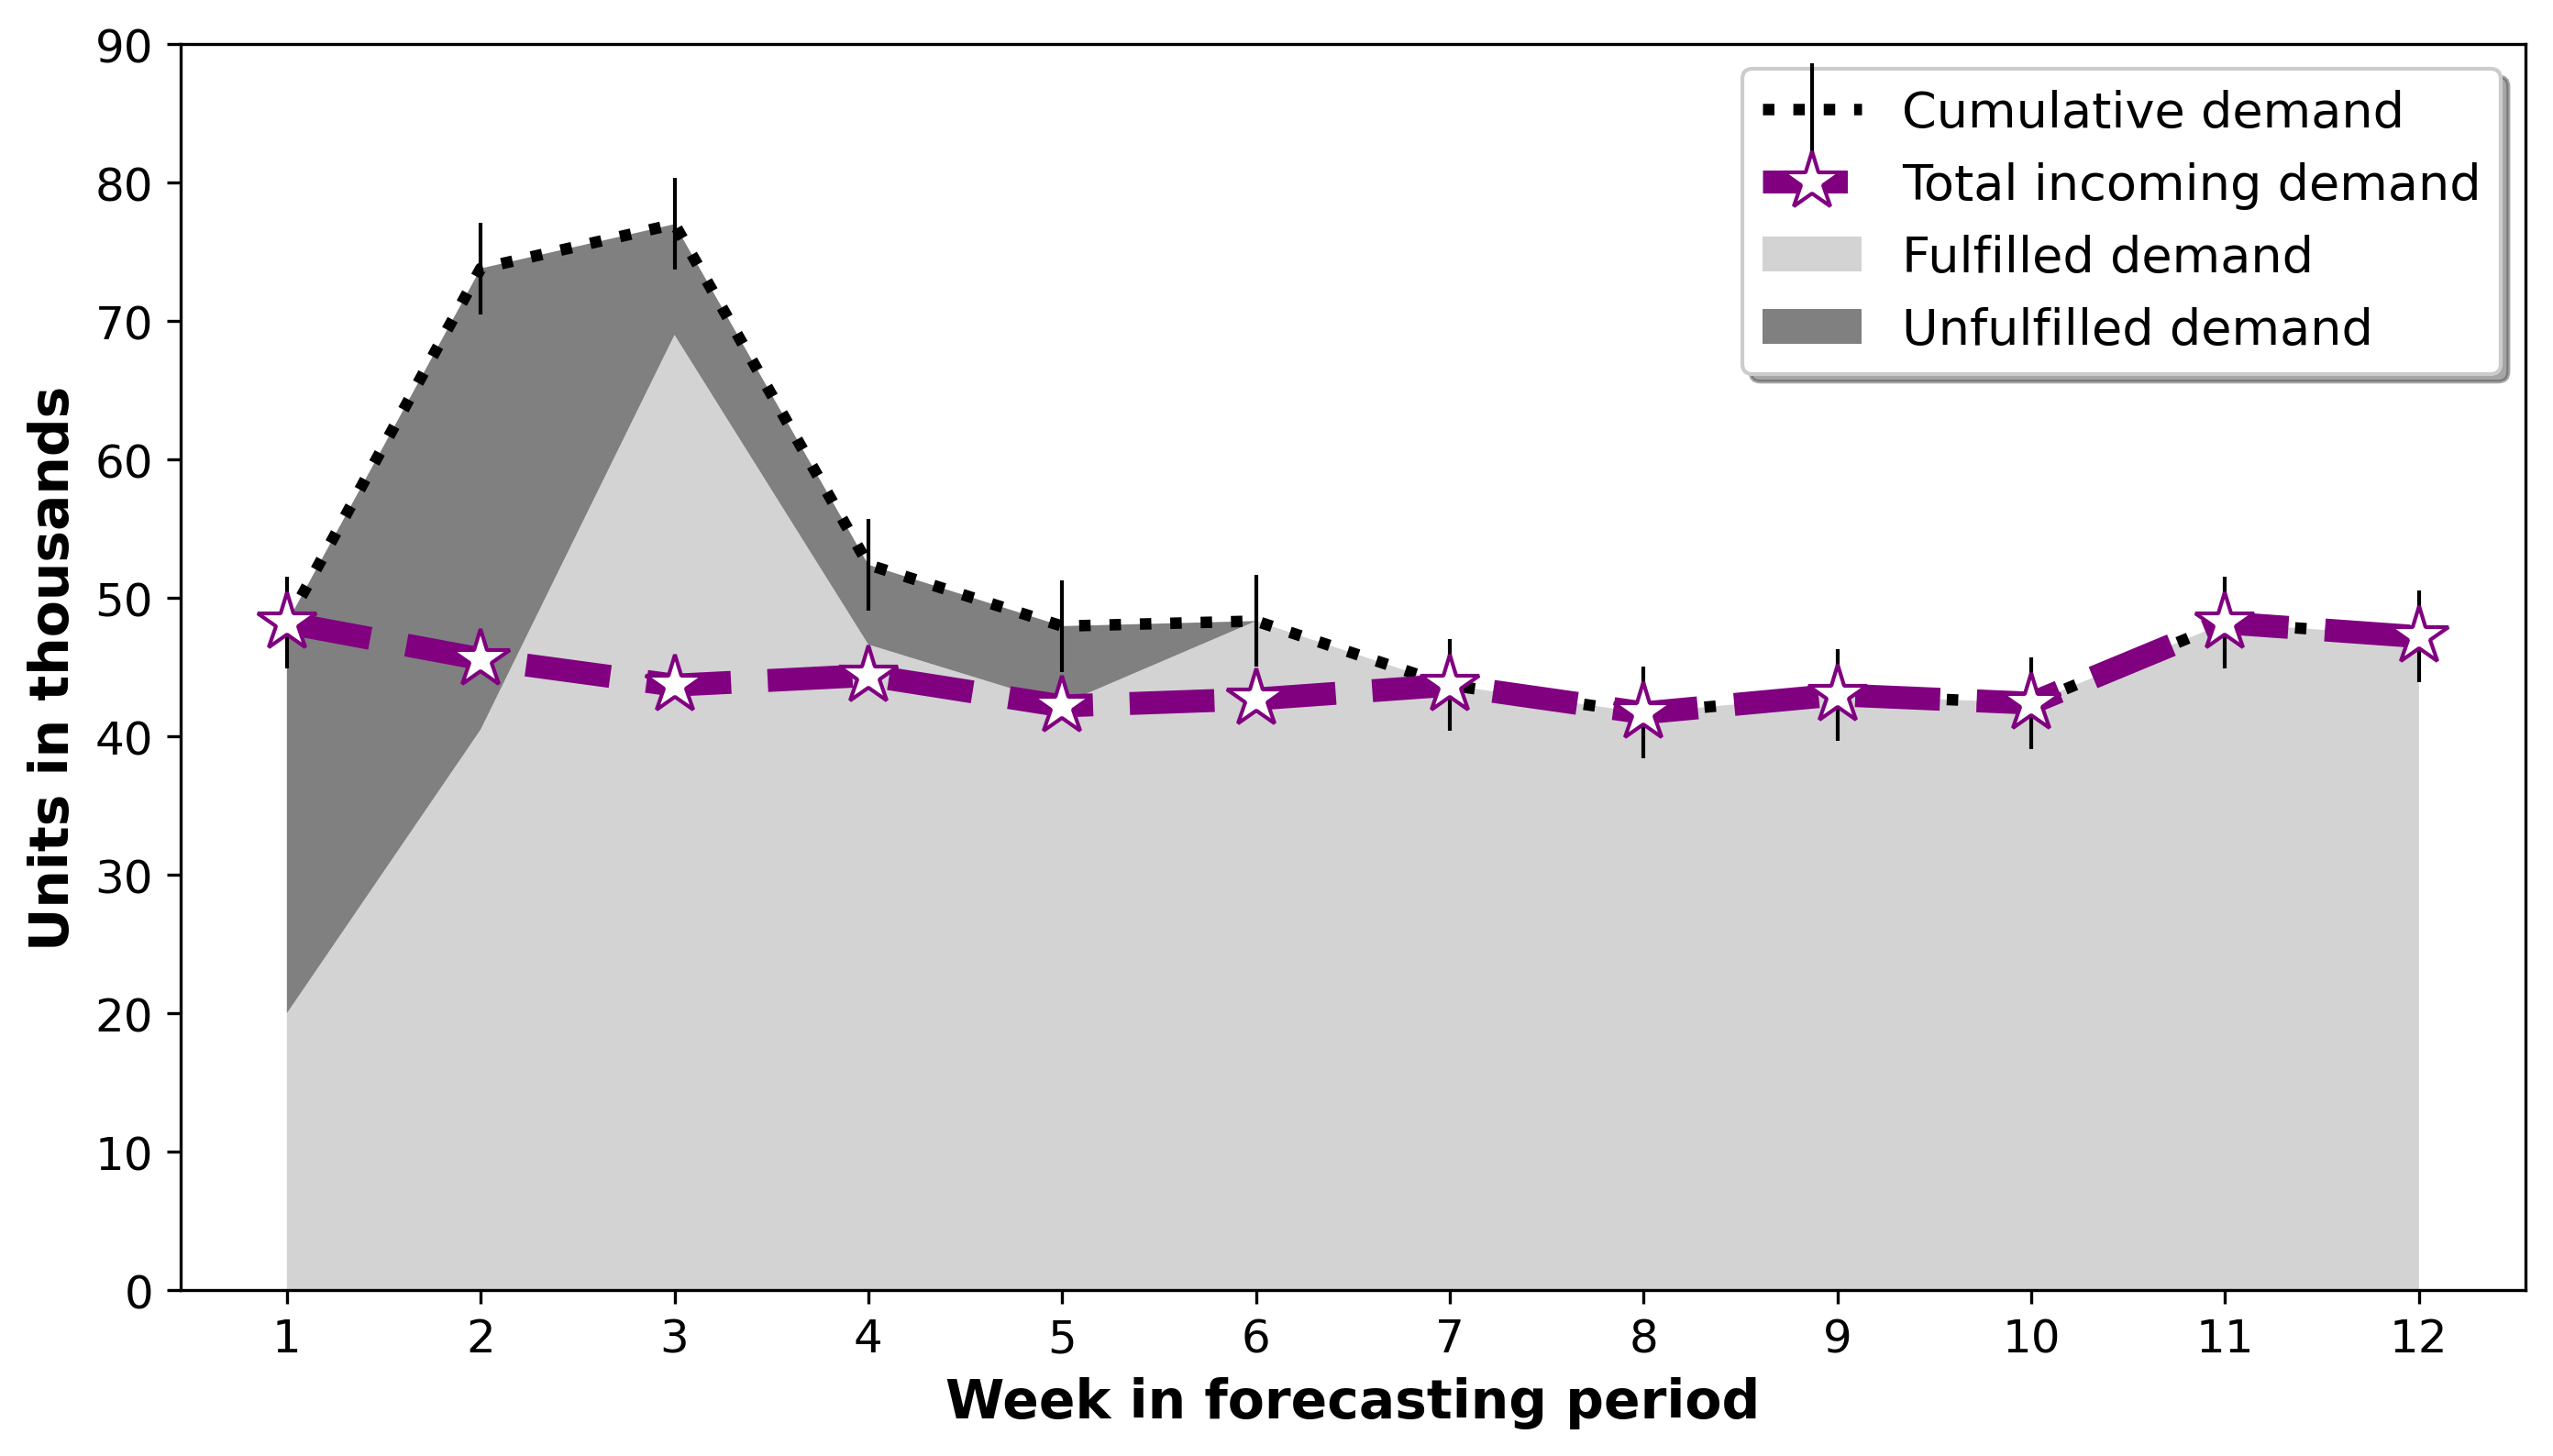 90
80
70
60
50
40
30
20
10
0
Units in thousands
Cumulative demand
Total incoming demand
Fulfilled demand
Unfulfilled demand
1 2 3 4 5 6 7 8 9 10 11 12
Week in forecasting period